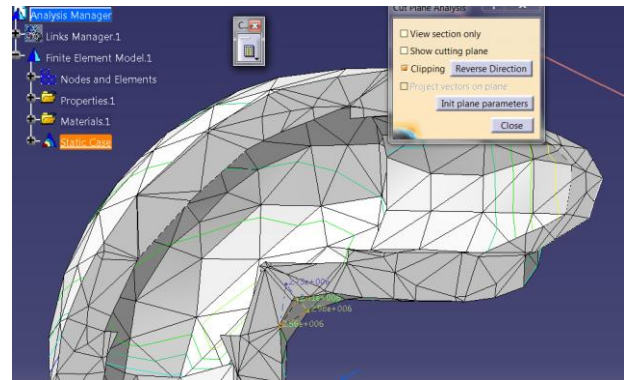 Analysis Manager
Links Manager.1
Finite Element Model.1
Nodes and Elements
Properties.1
Materials.1
Static Case
C...
Cut Plane Analysis
View section only
Show cutting plane
Clipping Reverse Direction
Project vectors on plane
Init plane parameters
Close